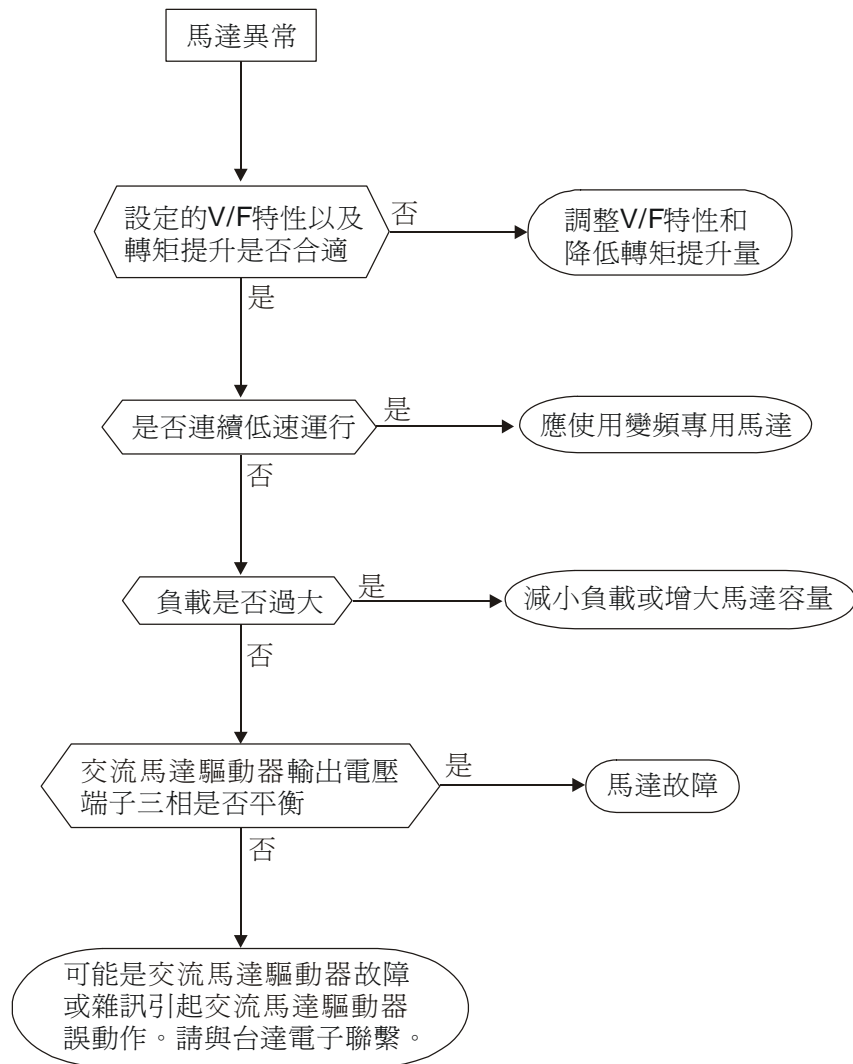 馬達異常
設定的V/F特性以及
轉矩提升是否合適
否
調整V/F特性和
降低轉矩提升量
是
是否連續低速運行
是
應使用變頻專用馬達
否
負載是否過大
是
減小負載或增大馬達容量
否
交流馬達驅動器輸出電壓
端子三相是否平衡
是
馬達故障
否
可能是交流馬達驅動器故障
或雜訊引起交流馬達驅動器
誤動作。請與台達電子聯繫。